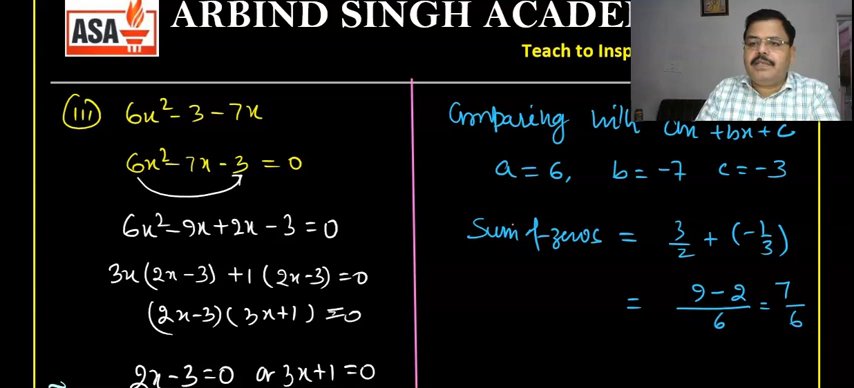 ARBIND SINGH ACADE
ASA
Teach to Insp
(iii) 6x² - 3 - 7x
6x² - 7x - 3 = 0
6x² - 9x + 2x - 3 = 0
3x(2x-3) + 1(2x-3) = 0
(2x-3)(3x+1) = 0
2x - 3 = 0 or 3x + 1 = 0
Comparing with ax² + bx + c
a = 6, b = -7 c = -3
Sum of zeros = 3/2 + (-1/3)
= 9-2/6 = 7/6